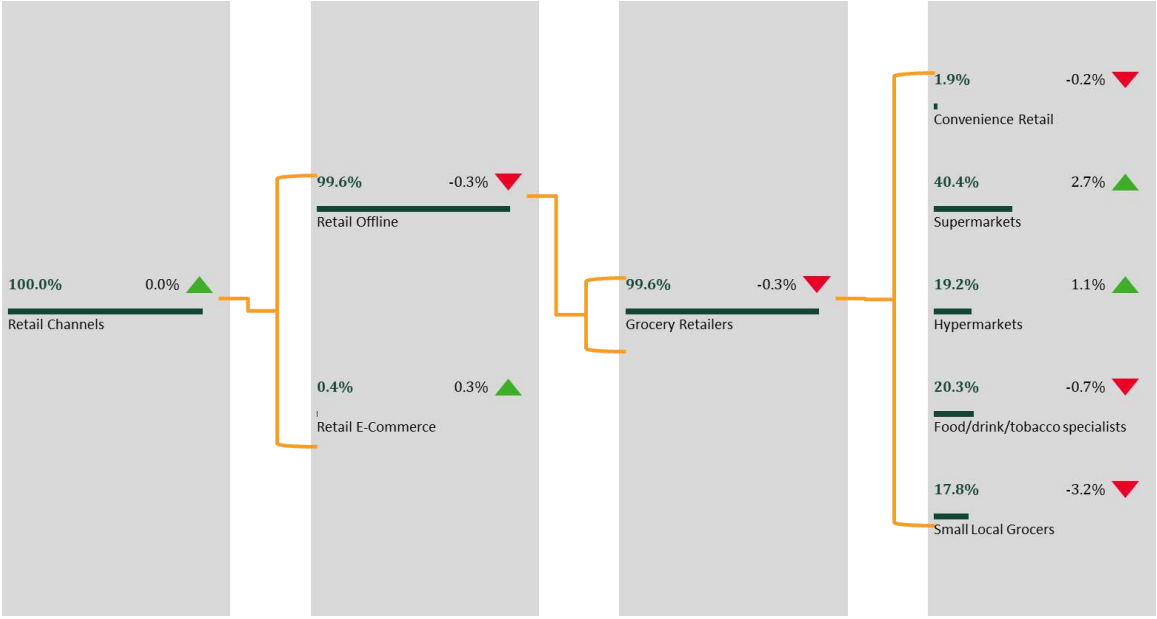 100.0% 0.0%
Retail Channels
99.6% -0.3%
Retail Offline
0.4% 0.3%
Retail E-Commerce
99.6% -0.3%
Grocery Retailers
1.9% -0.2%
Convenience Retail
40.4% 2.7%
Supermarkets
19.2% 1.1%
Hypermarkets
20.3% -0.7%
Food/drink/tobacco specialists
17.8% -3.2%
Small Local Grocers